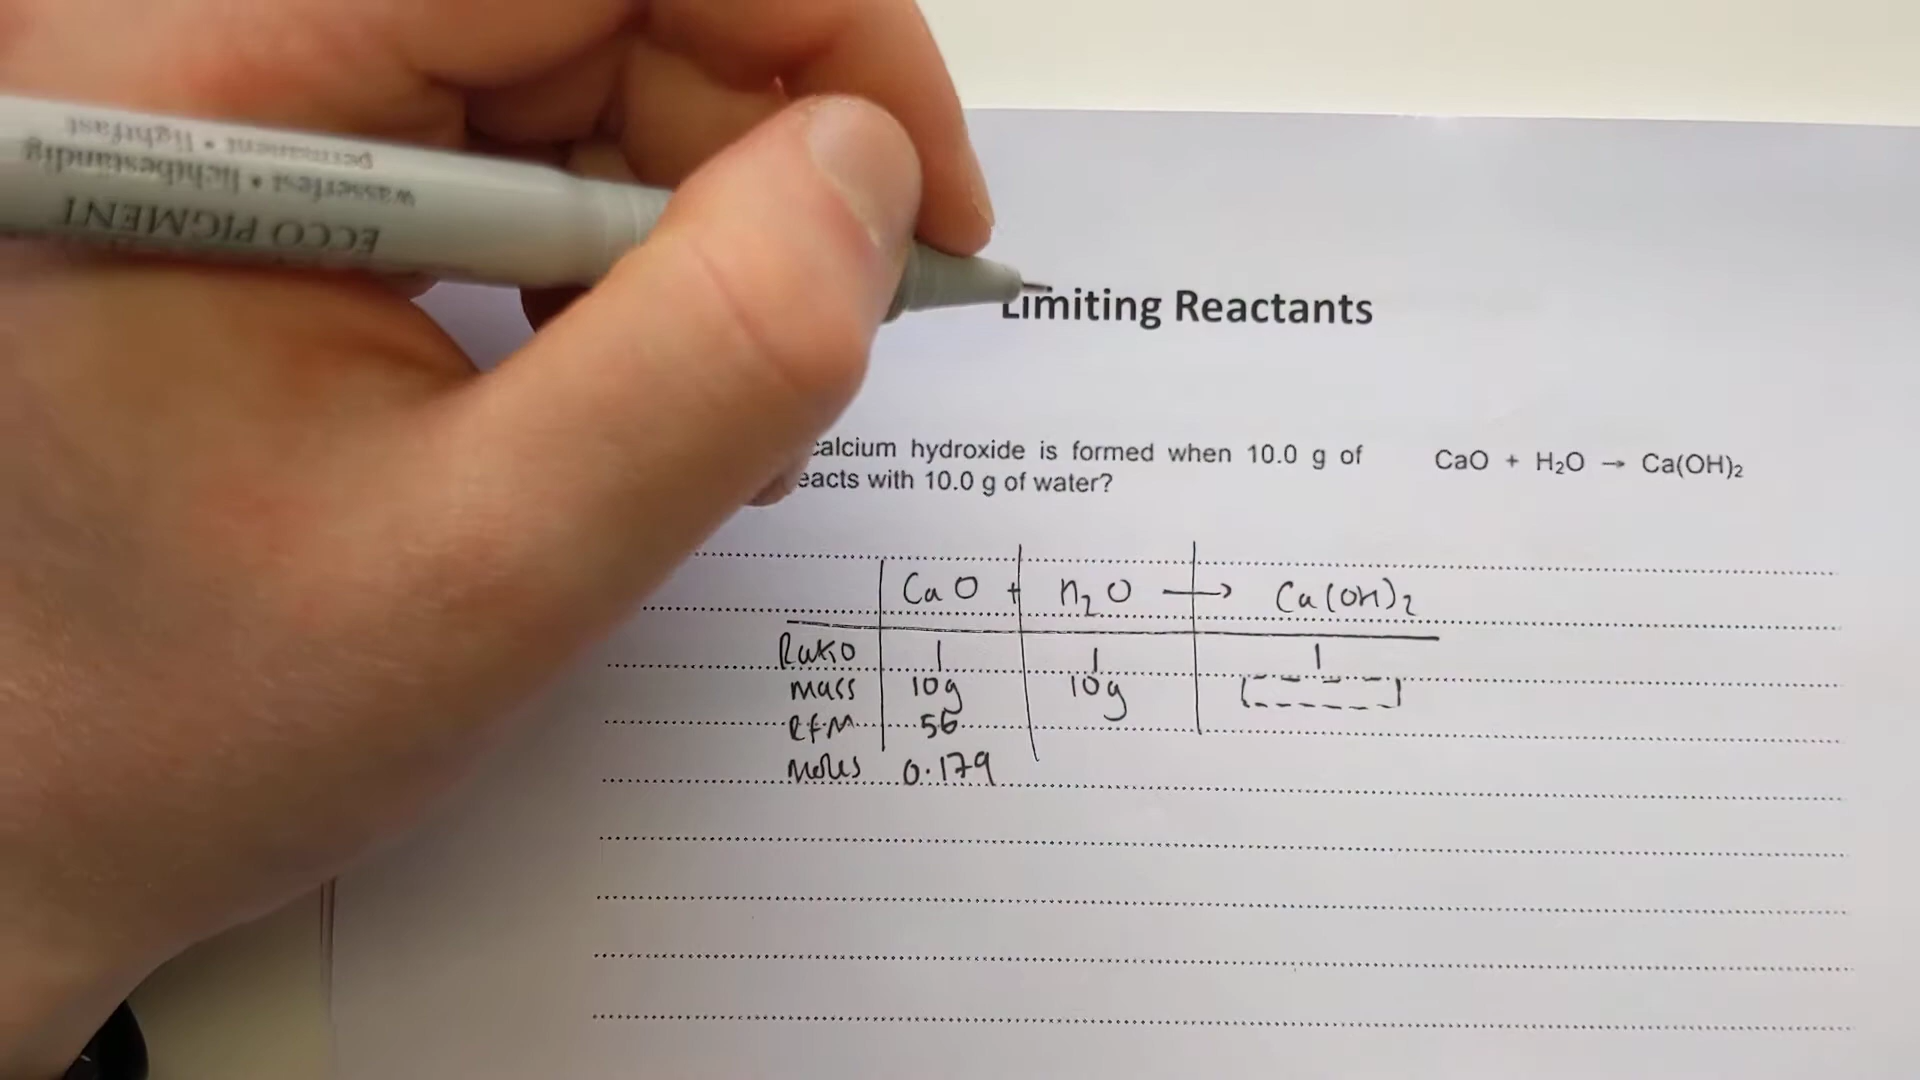 permanent • lightfast
wasserfest • lichtbeständig
ECCO PIGMENT
Limiting Reactants
calcium hydroxide is formed when 10.0 g of
eacts with 10.0 g of water?
CaO + H₂O → Ca(OH)₂
CaO + H₂O → Ca(OH)₂
Ratio 1 1 1
Mass 10g 10g
RFM 56
Moles 0.179